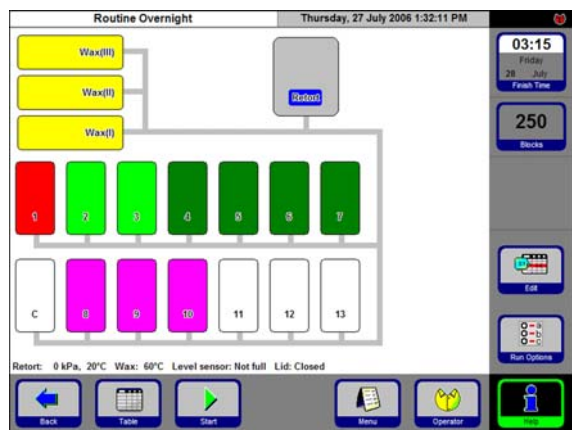 Routine Overnight
Thursday, 27 July 2006 1:32:11 PM
03:15
Friday
28 July
Finish Time
250
Blocks
Wax(III)
Wax(II)
Wax(I)
Retort
1 2 3 4 5 6 7
C 8 9 10 11 12 13
Edit
Run Options
Retort: 0 kPa, 20°C Wax: 60°C Level sensor: Not full Lid: Closed
Back
Table
Start
Menu
Operator
Help